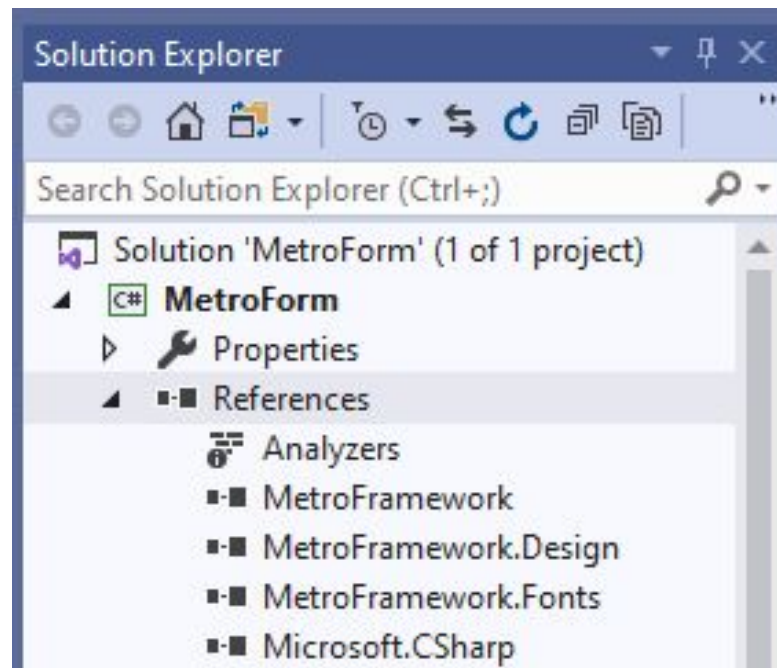 Solution Explorer
Search Solution Explorer (Ctrl+;)
Solution 'MetroForm' (1 of 1 project)
C# MetroForm
Properties
References
Analyzers
MetroFramework
MetroFramework.Design
MetroFramework.Fonts
Microsoft.CSharp